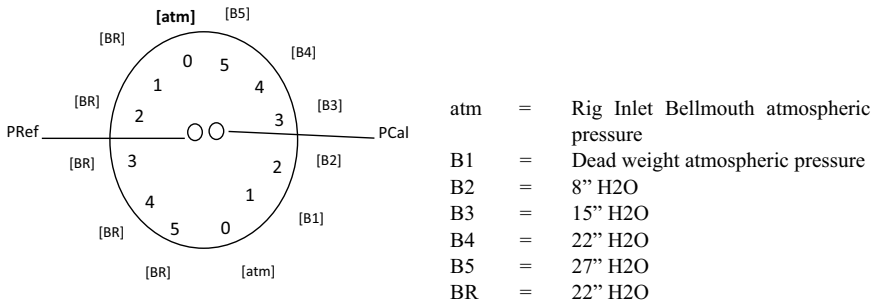 [atm] [B5]
[BR] [B4]
0 5
1 4
[BR] 2 3 [B3]
PRef PCal
[BR] 3 2 [B2]
4 1
[BR] 5 0 [B1]
[BR] [atm]
atm = Rig Inlet Bellmouth atmospheric
pressure
B1 = Dead weight atmospheric pressure
B2 = 8” H2O
B3 = 15” H2O
B4 = 22” H2O
B5 = 27” H2O
BR = 22” H2O